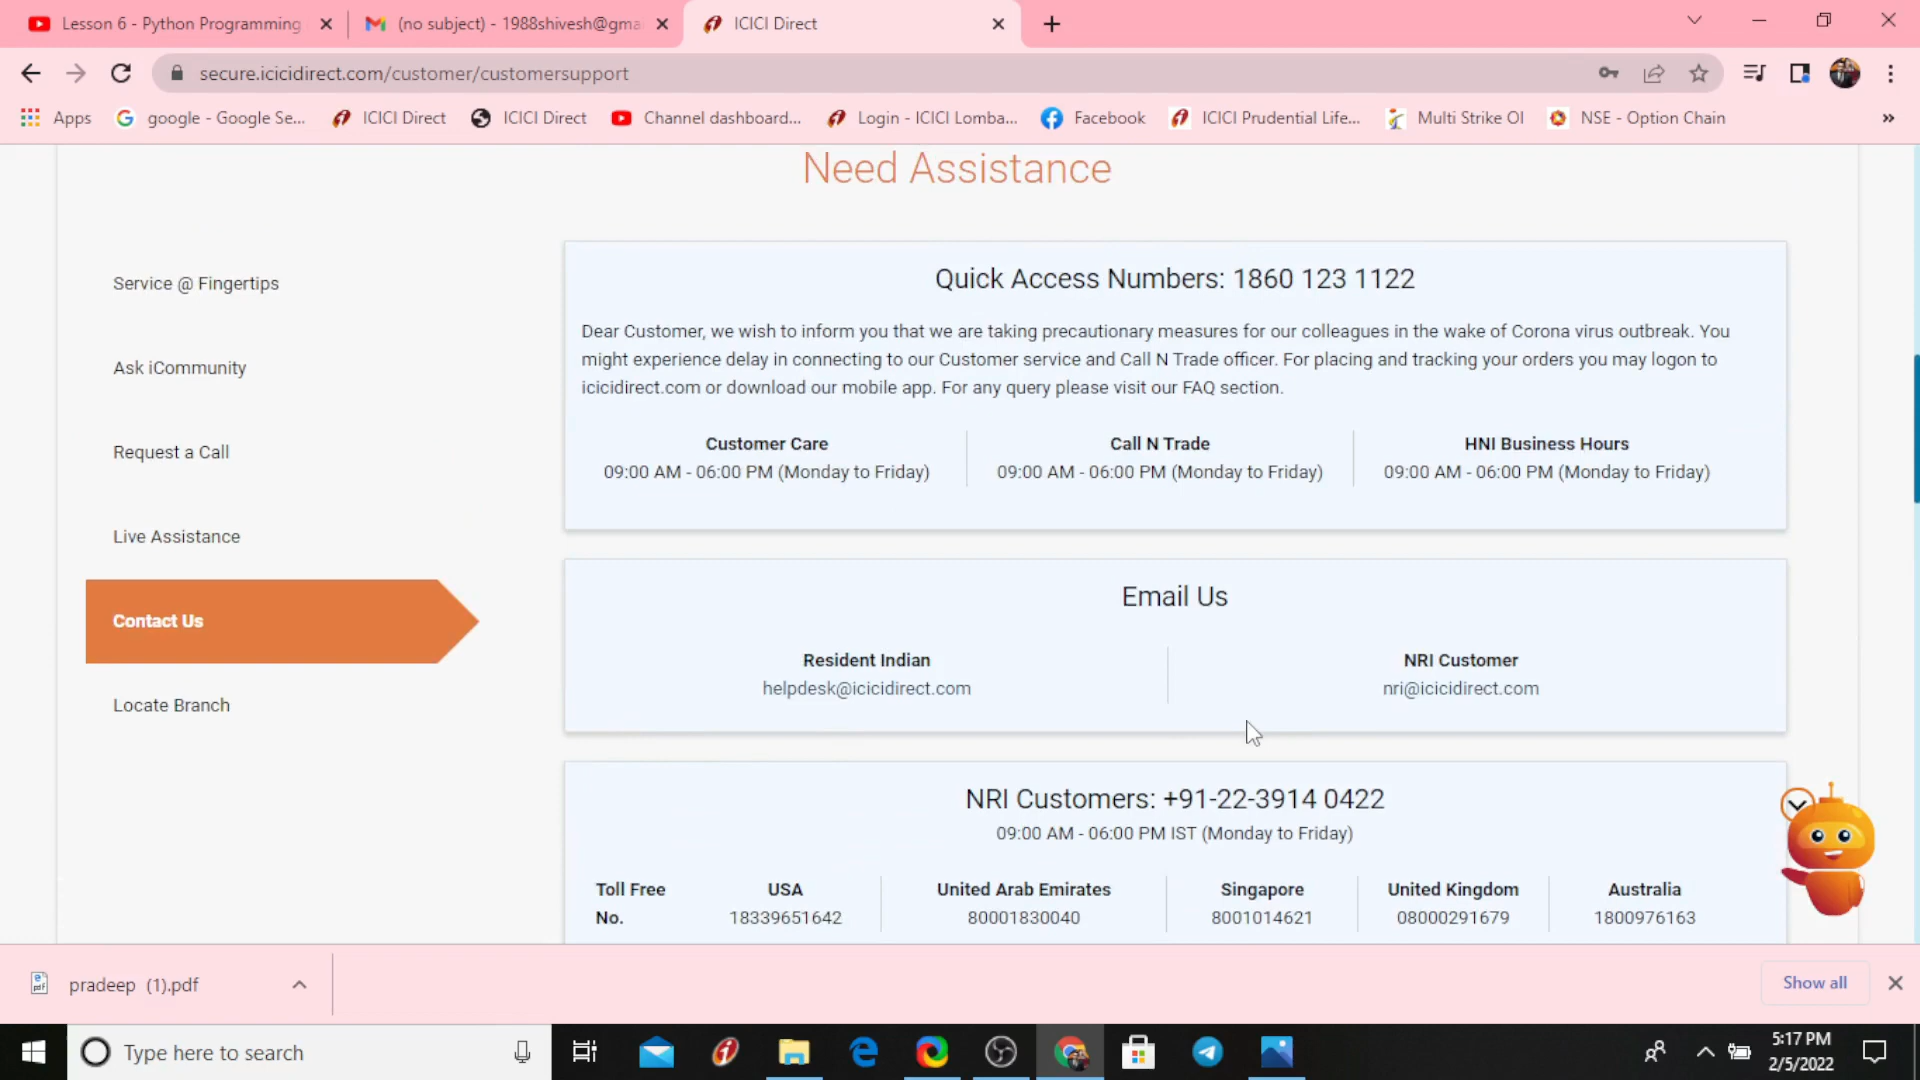 Lesson 6 - Python Programming
(no subject) - 1988shivesh@gma
ICICI Direct
secure.icicidirect.com/customer/customersupport
Apps
google - Google Se...
ICICI Direct
ICICI Direct
Channel dashboard...
Login - ICICI Lomba...
Facebook
ICICI Prudential Life...
Multi Strike OI
NSE - Option Chain
»
Need Assistance
Service @ Fingertips
Ask iCommunity
Request a Call
Live Assistance
Contact Us
Locate Branch
Quick Access Numbers: 1860 123 1122
Dear Customer, we wish to inform you that we are taking precautionary measures for our colleagues in the wake of Corona virus outbreak. You
might experience delay in connecting to our Customer service and Call N Trade officer. For placing and tracking your orders you may logon to
icicidirect.com or download our mobile app. For any query please visit our FAQ section.
Customer Care
09:00 AM - 06:00 PM (Monday to Friday)
Call N Trade
09:00 AM - 06:00 PM (Monday to Friday)
HNI Business Hours
09:00 AM - 06:00 PM (Monday to Friday)
Email Us
Resident Indian
helpdesk@icicidirect.com
NRI Customer
nri@icicidirect.com
NRI Customers: +91-22-3914 0422
09:00 AM - 06:00 PM IST (Monday to Friday)
Toll Free
No.
USA
18339651642
United Arab Emirates
80001830040
Singapore
8001014621
United Kingdom
08000291679
Australia
1800976163
pradeep (1).pdf
Show all
Type here to search
5:17 PM
2/5/2022